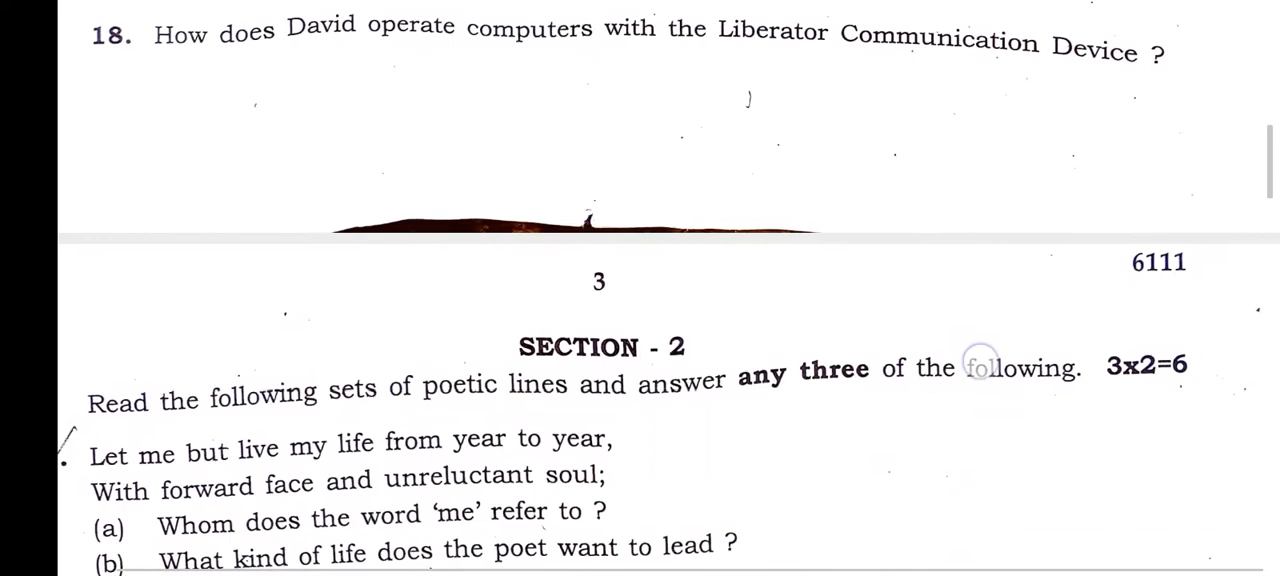 18. How does David operate computers with the Liberator Communication Device ?
6111
3
SECTION - 2
Read the following sets of poetic lines and answer any three of the following. 3x2=6
. Let me but live my life from year to year,
With forward face and unreluctant soul;
(a) Whom does the word ‘me’ refer to ?
(b) What kind of life does the poet want to lead ?